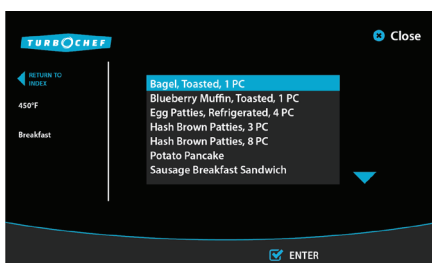 TURBOCHEF
Close
RETURN TO
INDEX
450°F
Breakfast
Bagel, Toasted, 1 PC
Blueberry Muffin, Toasted, 1 PC
Egg Patties, Refrigerated, 4 PC
Hash Brown Patties, 3 PC
Hash Brown Patties, 8 PC
Potato Pancake
Sausage Breakfast Sandwich
ENTER